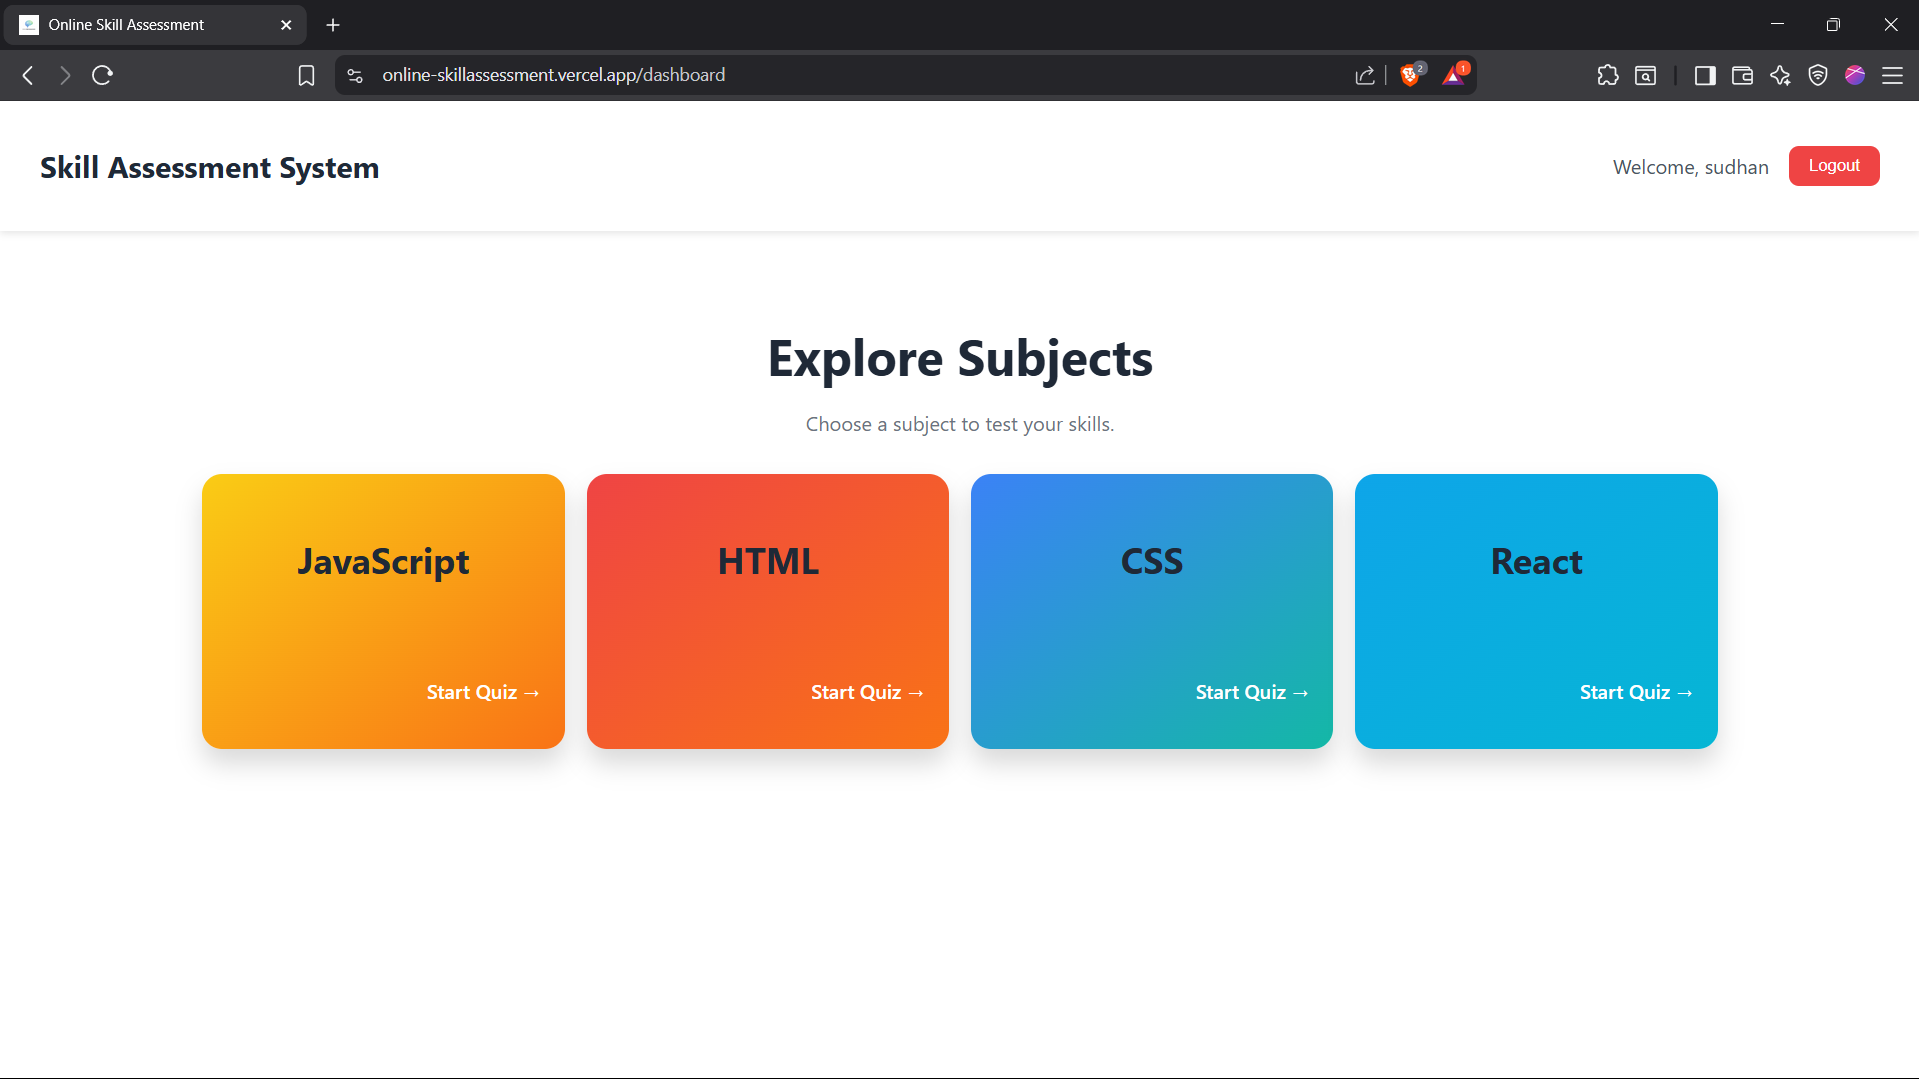 Online Skill Assessment
online-skillassessment.vercel.app/dashboard
2
1
Skill Assessment System
Welcome, sudhan
Logout
Explore Subjects
Choose a subject to test your skills.
JavaScript
Start Quiz →
HTML
Start Quiz →
CSS
Start Quiz →
React
Start Quiz →